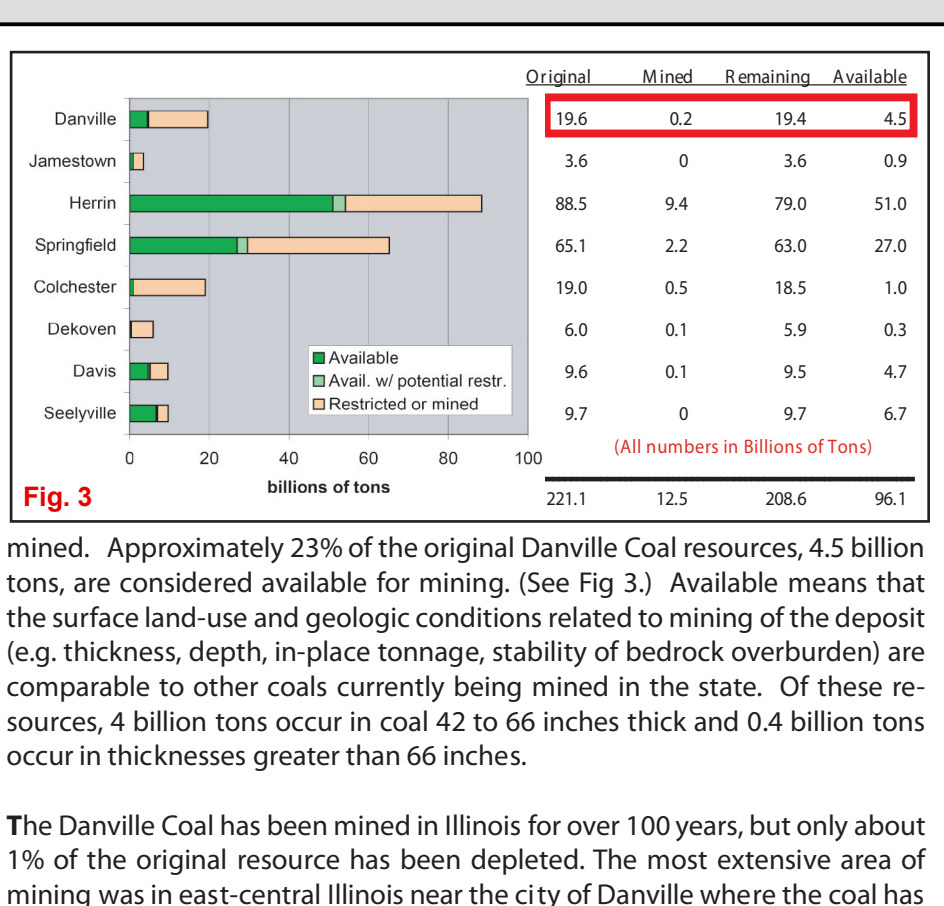 Original Mined Remaining Available
Danville 19.6 0.2 19.4 4.5
Jamestown 3.6 0 3.6 0.9
Herrin 88.5 9.4 79.0 51.0
Springfield 65.1 2.2 63.0 27.0
Colchester 19.0 0.5 18.5 1.0
Dekoven 6.0 0.1 5.9 0.3
Available
Davis 9.6 0.1 9.5 4.7
Avail. w/ potential restr.
Restricted or mined
Seelyville 9.7 0 9.7 6.7
(All numbers in Billions of Tons)
0 20 40 60 80 100
billions of tons
Fig. 3 221.1 12.5 208.6 96.1
mined. Approximately 23% of the original Danville Coal resources, 4.5 billion
tons, are considered available for mining. (See Fig 3.) Available means that
the surface land-use and geologic conditions related to mining of the deposit
(e.g. thickness, depth, in-place tonnage, stability of bedrock overburden) are
comparable to other coals currently being mined in the state. Of these re-
sources, 4 billion tons occur in coal 42 to 66 inches thick and 0.4 billion tons
occur in thicknesses greater than 66 inches.
The Danville Coal has been mined in Illinois for over 100 years, but only about
1% of the original resource has been depleted. The most extensive area of
mining was in east-central Illinois near the city of Danville where the coal has